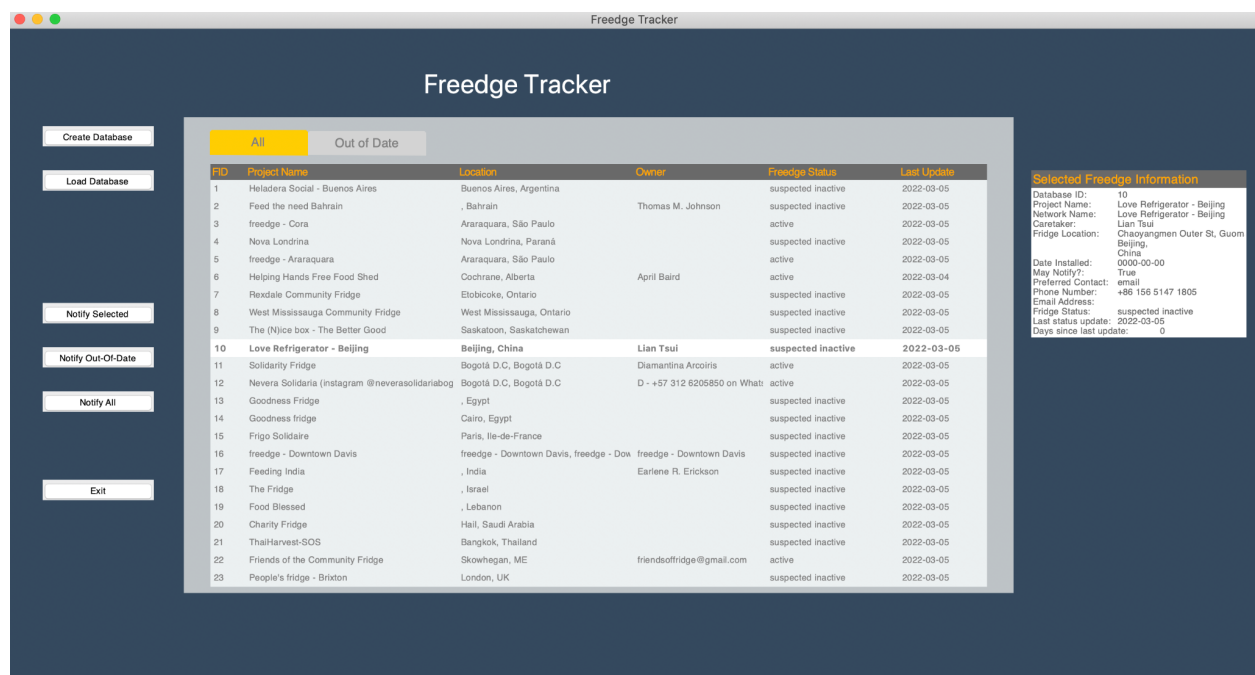 Freedge Tracker
Freedge Tracker
Create Database
Load Database
Notify Selected
Notify Out-Of-Date
Notify All
Exit
All Out of Date
FID Project Name Location Owner Freedge Status Last Update
1 Heladera Social - Buenos Aires Buenos Aires, Argentina suspected inactive 2022-03-05
2 Feed the need Bahrain , Bahrain Thomas M. Johnson suspected inactive 2022-03-05
3 freedge - Cora Araraquara, São Paulo active 2022-03-05
4 Nova Londrina Nova Londrina, Paraná suspected inactive 2022-03-05
5 freedge - Araraquara Araraquara, São Paulo active 2022-03-05
6 Helping Hands Free Food Shed Cochrane, Alberta April Baird active 2022-03-04
7 Rexdale Community Fridge Etobicoke, Ontario suspected inactive 2022-03-05
8 West Mississauga Community Fridge West Mississauga, Ontario suspected inactive 2022-03-05
9 The (N)ice box - The Better Good Saskatoon, Saskatchewan suspected inactive 2022-03-05
10 Love Refrigerator - Beijing Beijing, China Lian Tsui suspected inactive 2022-03-05
11 Solidarity Fridge Bogotá D.C, Bogotá D.C Diamantina Arcoiris active 2022-03-05
12 Nevera Solidaria (instagram @neverasolidariabog Bogotá D.C, Bogotá D.C D - +57 312 6205850 on Whats active 2022-03-05
13 Goodness Fridge , Egypt suspected inactive 2022-03-05
14 Goodness fridge Cairo, Egypt suspected inactive 2022-03-05
15 Frigo Solidaire Paris, Ile-de-France suspected inactive 2022-03-05
16 freedge - Downtown Davis freedge - Downtown Davis, freedge - Dow freedge - Downtown Davis suspected inactive 2022-03-05
17 Feeding India , India Earlene R. Erickson suspected inactive 2022-03-05
18 The Fridge , Israel suspected inactive 2022-03-05
19 Food Blessed , Lebanon suspected inactive 2022-03-05
20 Charity Fridge Hail, Saudi Arabia suspected inactive 2022-03-05
21 ThaiHarvest-SOS Bangkok, Thailand suspected inactive 2022-03-05
22 Friends of the Community Fridge Skowhegan, ME friendsoffridge@gmail.com active 2022-03-05
23 People's fridge - Brixton London, UK suspected inactive 2022-03-05
Selected Freedge Information
Database ID: 10
Project Name: Love Refrigerator - Beijing
Network Name: Love Refrigerator - Beijing
Caretaker: Lian Tsui
Fridge Location: Chaoyangmen Outer St, Guom
Beijing,
China
Date Installed: 0000-00-00
May Notify?: True
Preferred Contact: email
Phone Number: +86 156 5147 1805
Email Address:
Fridge Status: suspected inactive
Last status update: 2022-03-05
Days since last update: 0